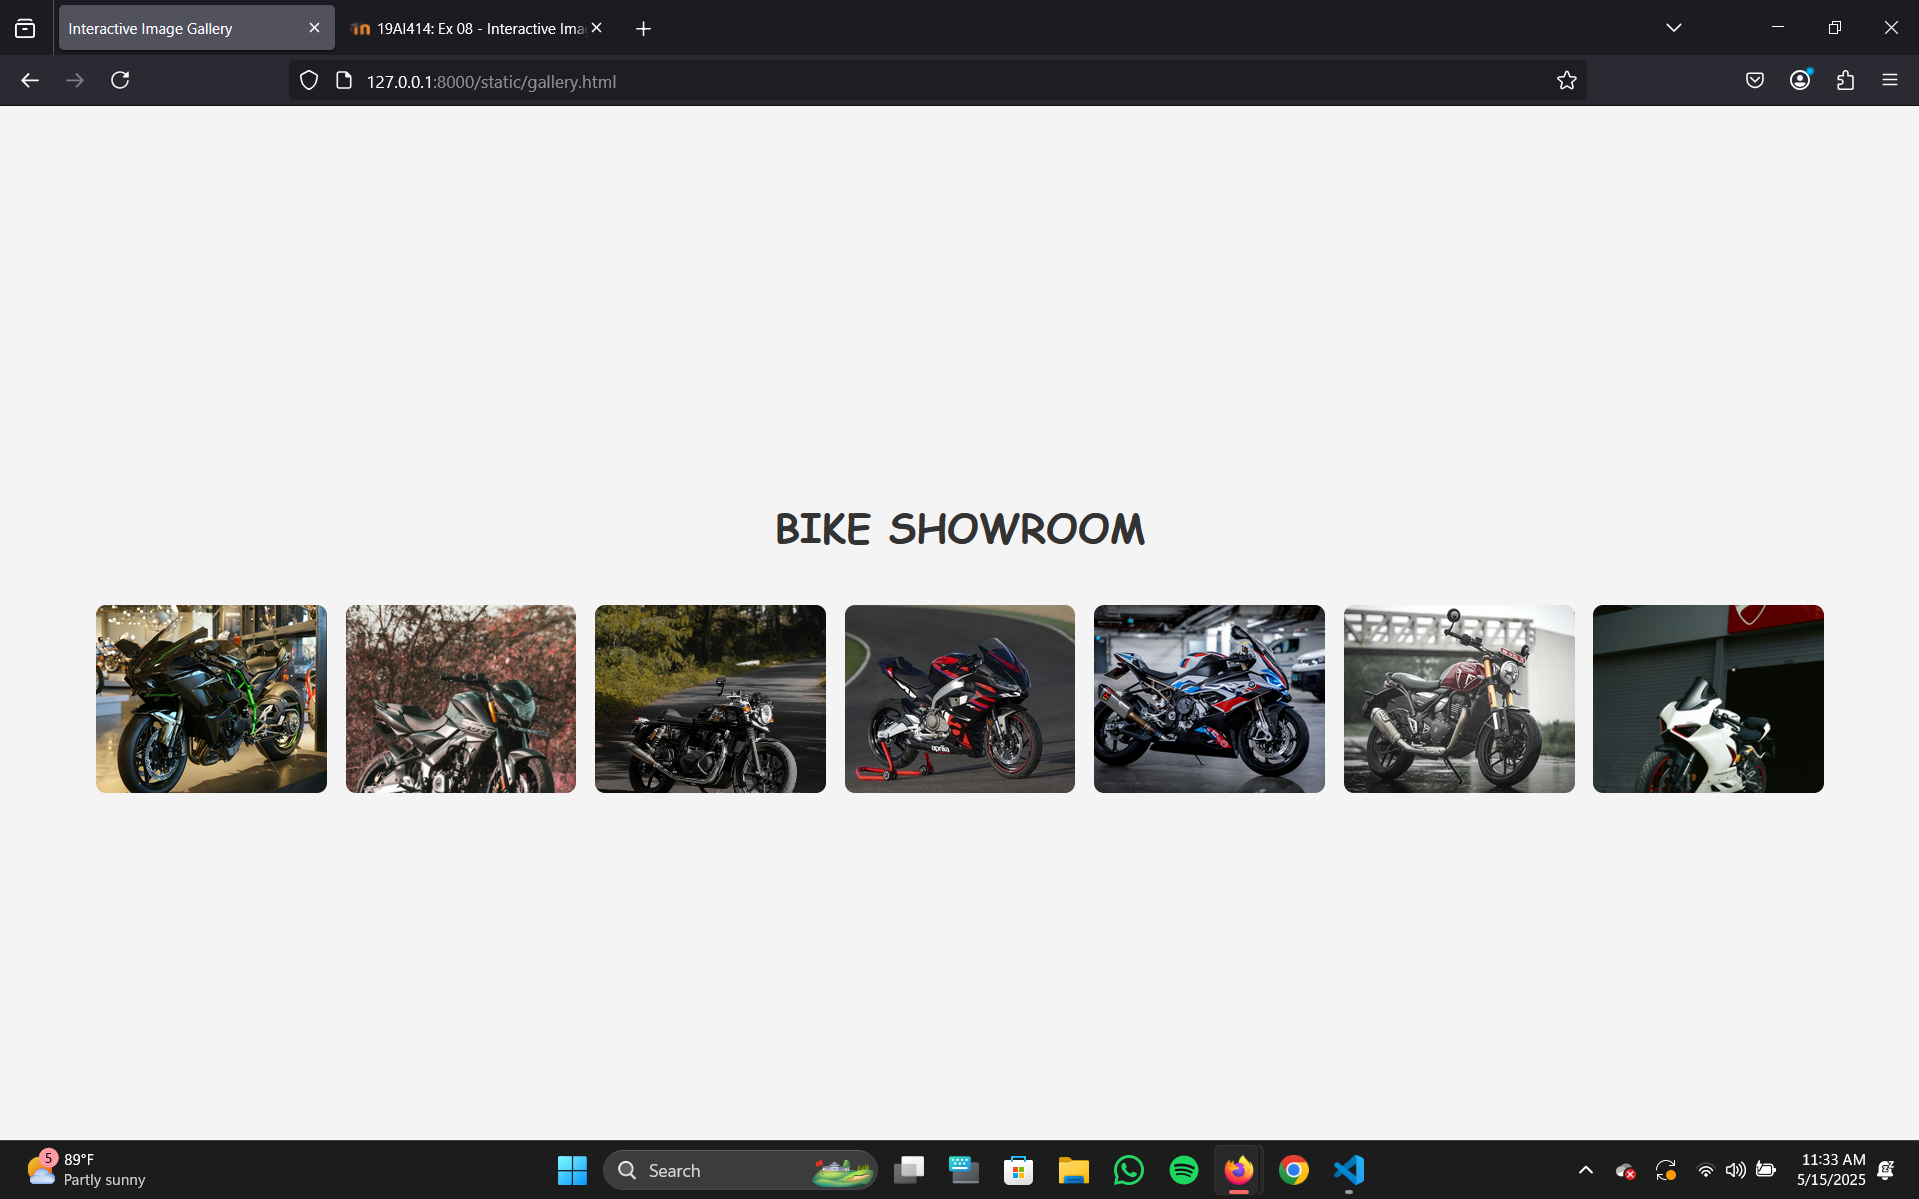 Interactive Image Gallery
19AI414: Ex 08 - Interactive Ima
127.0.0.1:8000/static/gallery.html
BIKE SHOWROOM
aprilia
5
89°F
Partly sunny
Search
11:33 AM
5/15/2025